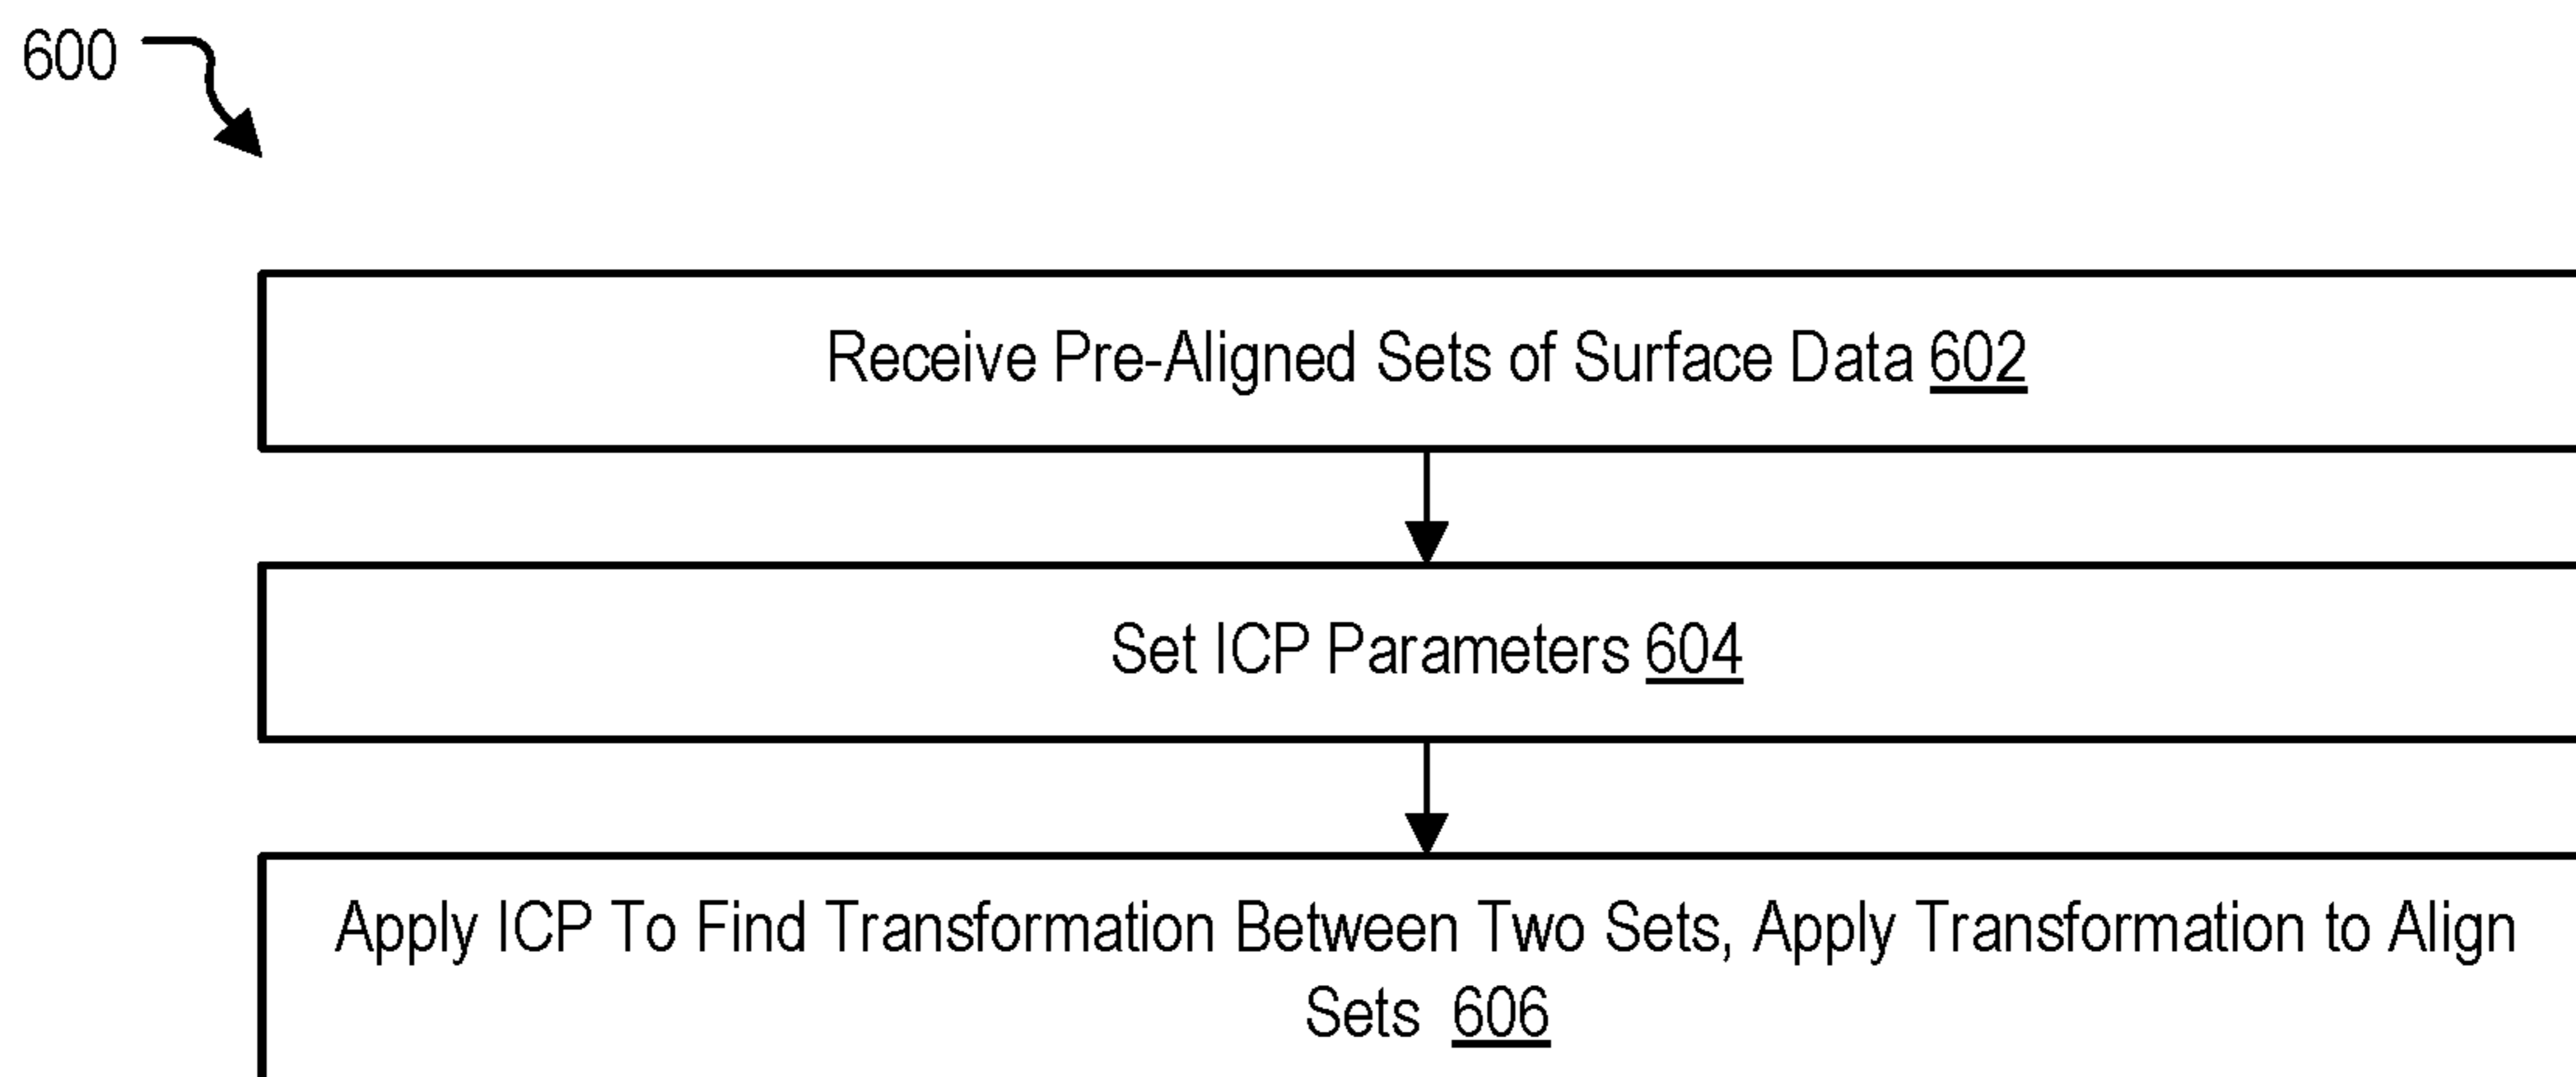 600
Receive Pre-Aligned Sets of Surface Data 602
Set ICP Parameters 604
Apply ICP To Find Transformation Between Two Sets, Apply Transformation to Align
Sets 606